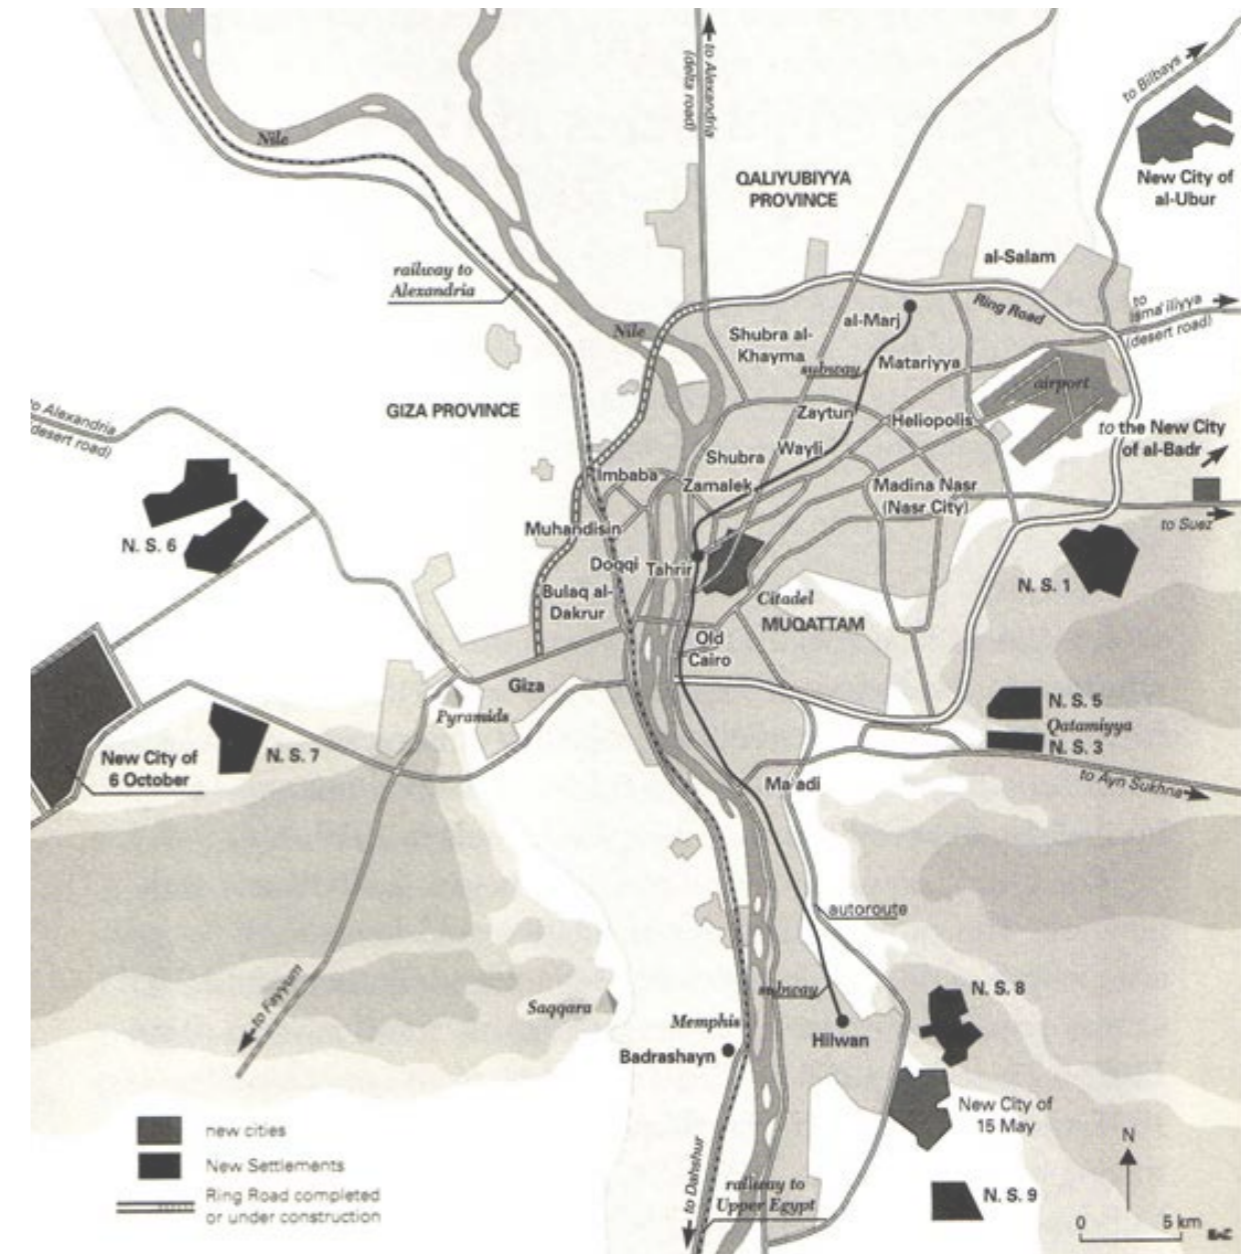 to Alexandria
(delta road)
to Bilbays
Nile
QALIYUBIYYA
PROVINCE
New City of
al-Ubur
al-Salam
railway to
Alexandria
Ring Road
to
Isma'iliyya
(desert road)
Nile
al-Marj
Shubra al-
Khayma
subway
Matariyya
airport
GIZA PROVINCE
to Alexandria
(desert road)
Zaytun
Heliopolis
to the New City
of al-Badr
Wayli
Shubra
Imbaba
Zamalek
Madina Nasr
(Nasr City)
to Suez
N. S. 6
Muhandisin
Doqqi
Tahrir
N. S. 1
Bulaq al-
Dakrur
Citadel
MUQATTAM
Old
Cairo
Giza
Pyramids
N. S. 5
Qatamiyya
N. S. 3
New City of
6 October
N. S. 7
Ma'adi
to Ayn Sukhna
autoroute
to Fayyum
subway
N. S. 8
Saqqara
Memphis
Badrashayn
Hilwan
New City of
15 May
new cities
New Settlements
Ring Road completed
or under construction
to Dahshur
railway to
Upper Egypt
N. S. 9
N
0 5 km